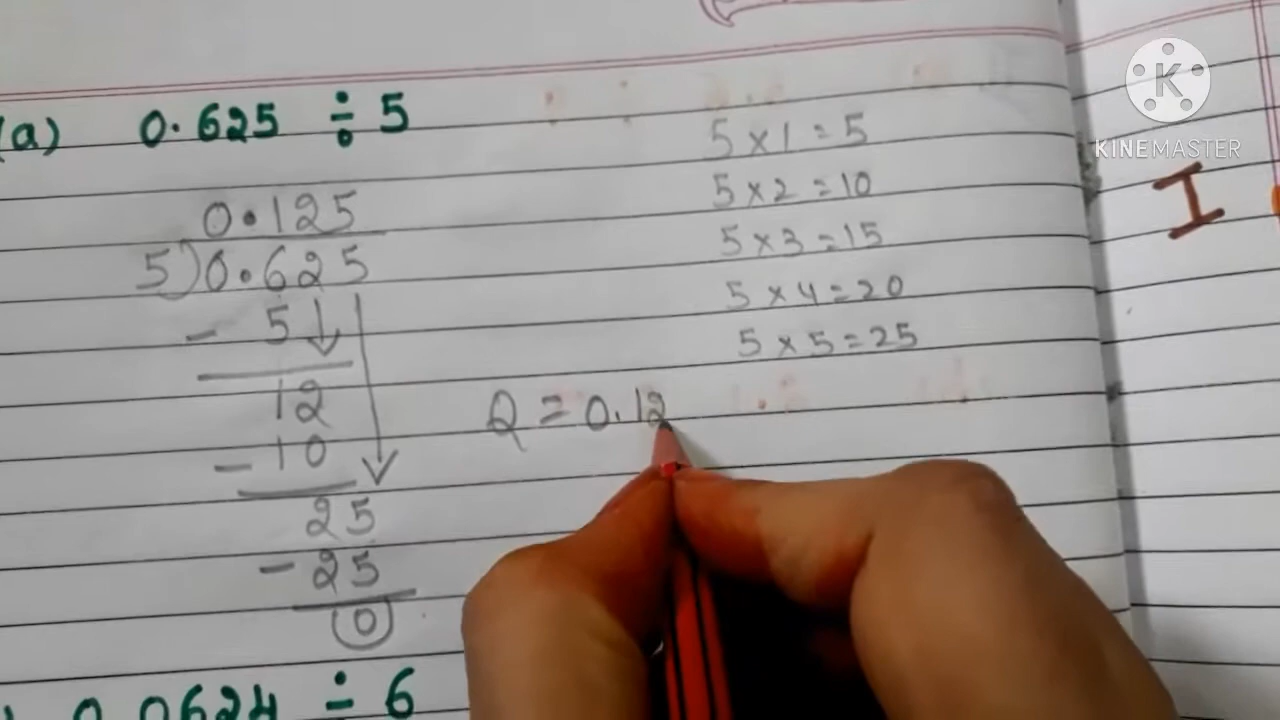 (a) 0.625 ÷ 5
0.125
5)0.625
- 5
12
- 10
25
- 25
0
5 x 1 = 5
5 x 2 = 10
5 x 3 = 15
5 x 4 = 20
5 x 5 = 25
Q = 0.12
0.0624 ÷ 6
I
K
KINEMASTER